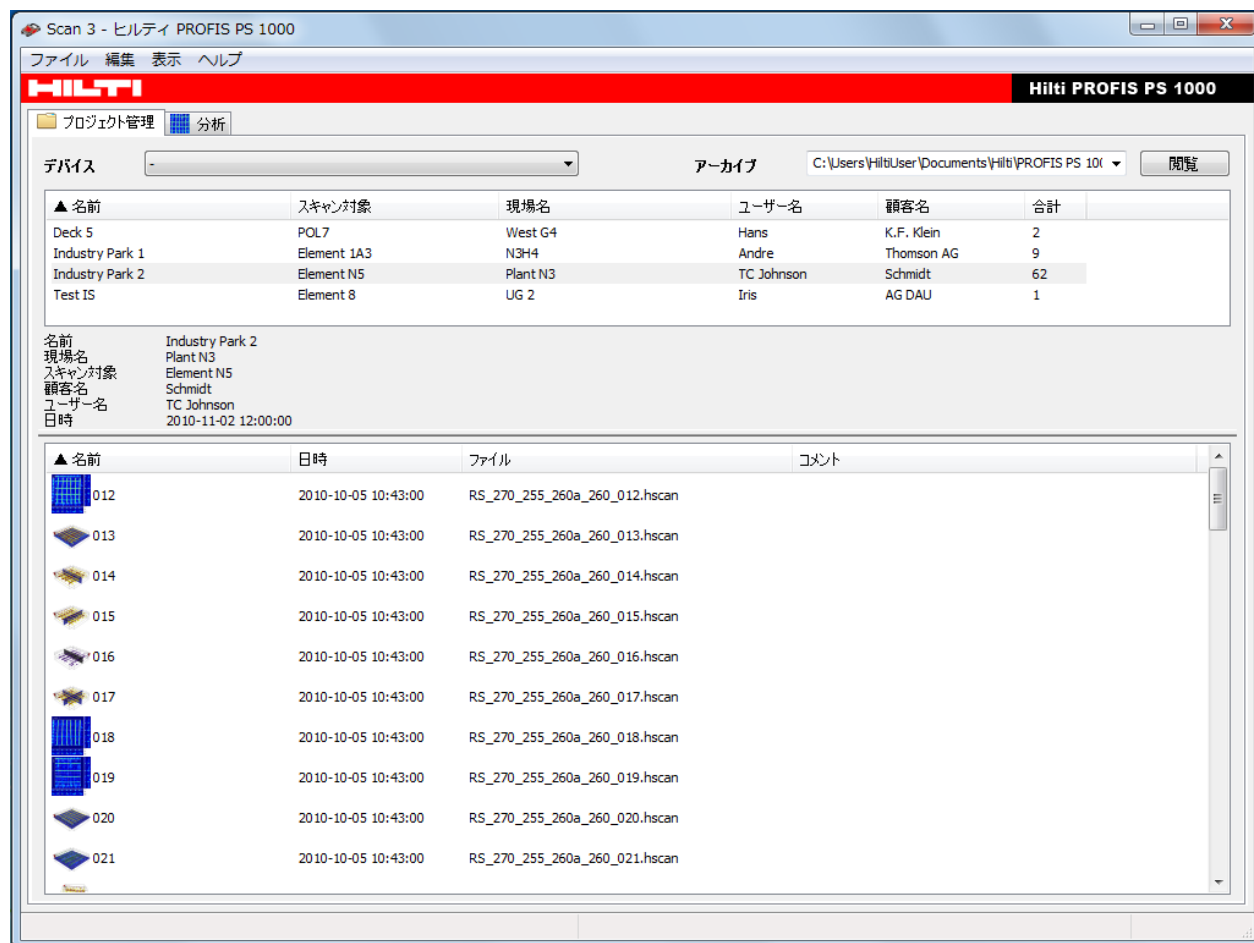 Scan 3 - ヒルティ PROFIS PS 1000
ファイル 編集 表示 ヘルプ
HILTI Hilti PROFIS PS 1000
プロジェクト管理 分析
デバイス - アーカイブ C:\Users\HiltiUser\Documents\Hilti\PROFIS PS 10( 閲覧
▲ 名前 スキャン対象 現場名 ユーザー名 顧客名 合計
Deck 5 POL7 West G4 Hans K.F. Klein 2
Industry Park 1 Element 1A3 N3H4 Andre Thomson AG 9
Industry Park 2 Element N5 Plant N3 TC Johnson Schmidt 62
Test IS Element 8 UG 2 Iris AG DAU 1
名前 Industry Park 2
現場名 Plant N3
スキャン対象 Element N5
顧客名 Schmidt
ユーザー名 TC Johnson
日時 2010-11-02 12:00:00
▲ 名前 日時 ファイル コメント
012 2010-10-05 10:43:00 RS_270_255_260a_260_012.hscan
013 2010-10-05 10:43:00 RS_270_255_260a_260_013.hscan
014 2010-10-05 10:43:00 RS_270_255_260a_260_014.hscan
015 2010-10-05 10:43:00 RS_270_255_260a_260_015.hscan
016 2010-10-05 10:43:00 RS_270_255_260a_260_016.hscan
017 2010-10-05 10:43:00 RS_270_255_260a_260_017.hscan
018 2010-10-05 10:43:00 RS_270_255_260a_260_018.hscan
019 2010-10-05 10:43:00 RS_270_255_260a_260_019.hscan
020 2010-10-05 10:43:00 RS_270_255_260a_260_020.hscan
021 2010-10-05 10:43:00 RS_270_255_260a_260_021.hscan